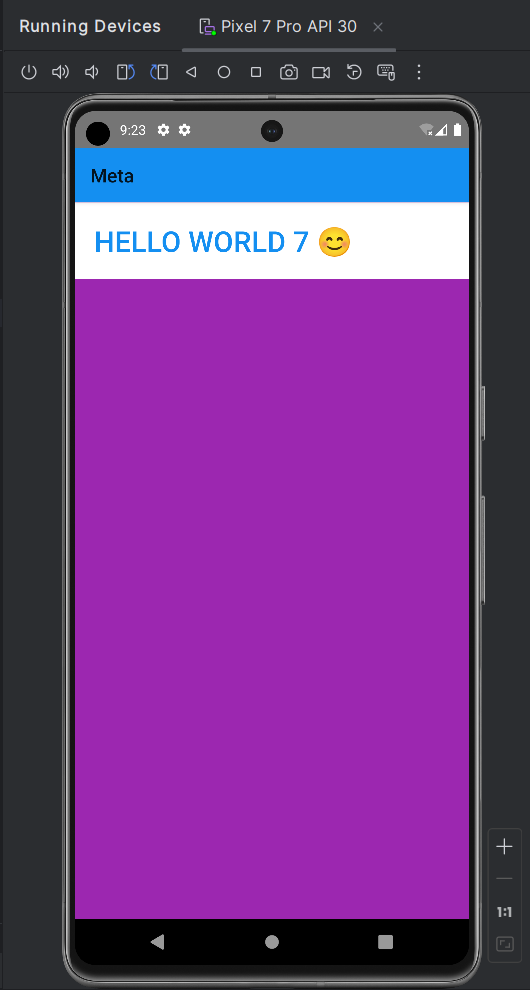 Running Devices
Pixel 7 Pro API 30
9:23
Meta
HELLO WORLD 7 😊
1:1